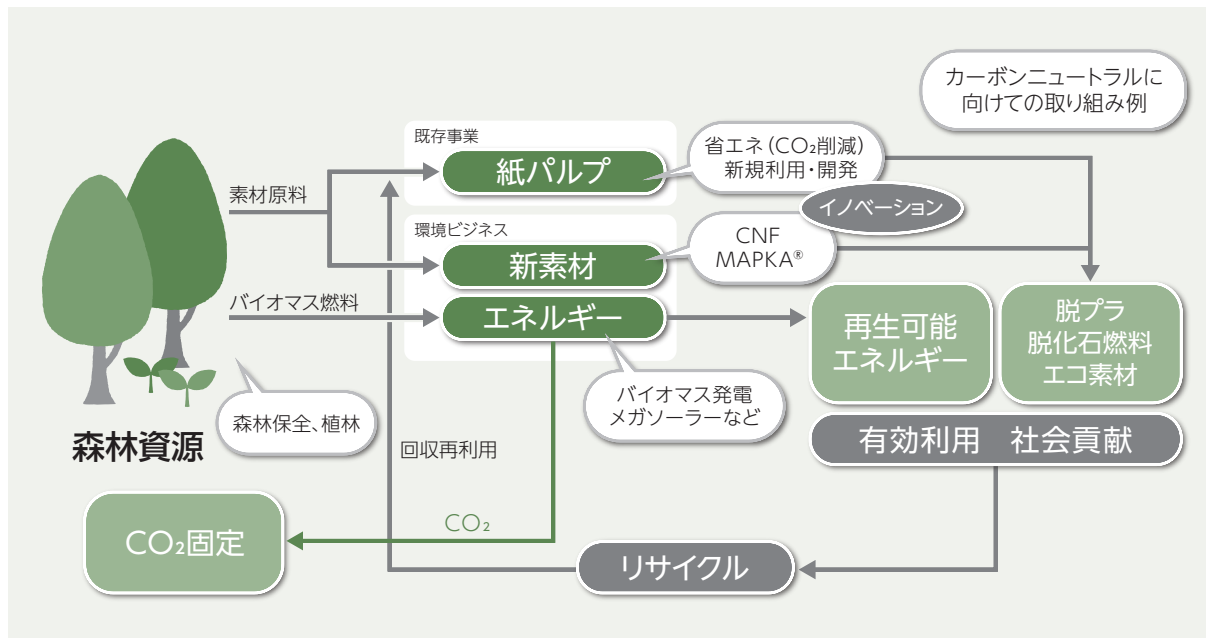 カーボンニュートラルに
向けての取り組み例
既存事業
紙パルプ
省エネ(CO₂削減)
新規利用・開発
イノベーション
素材原料
環境ビジネス
新素材
CNF
MAPKA®
バイオマス燃料
エネルギー
再生可能
エネルギー
脱プラ
脱化石燃料
エコ素材
バイオマス発電
メガソーラーなど
森林保全、植林
森林資源
回収再利用
有効利用　社会貢献
CO₂
CO₂固定
リサイクル